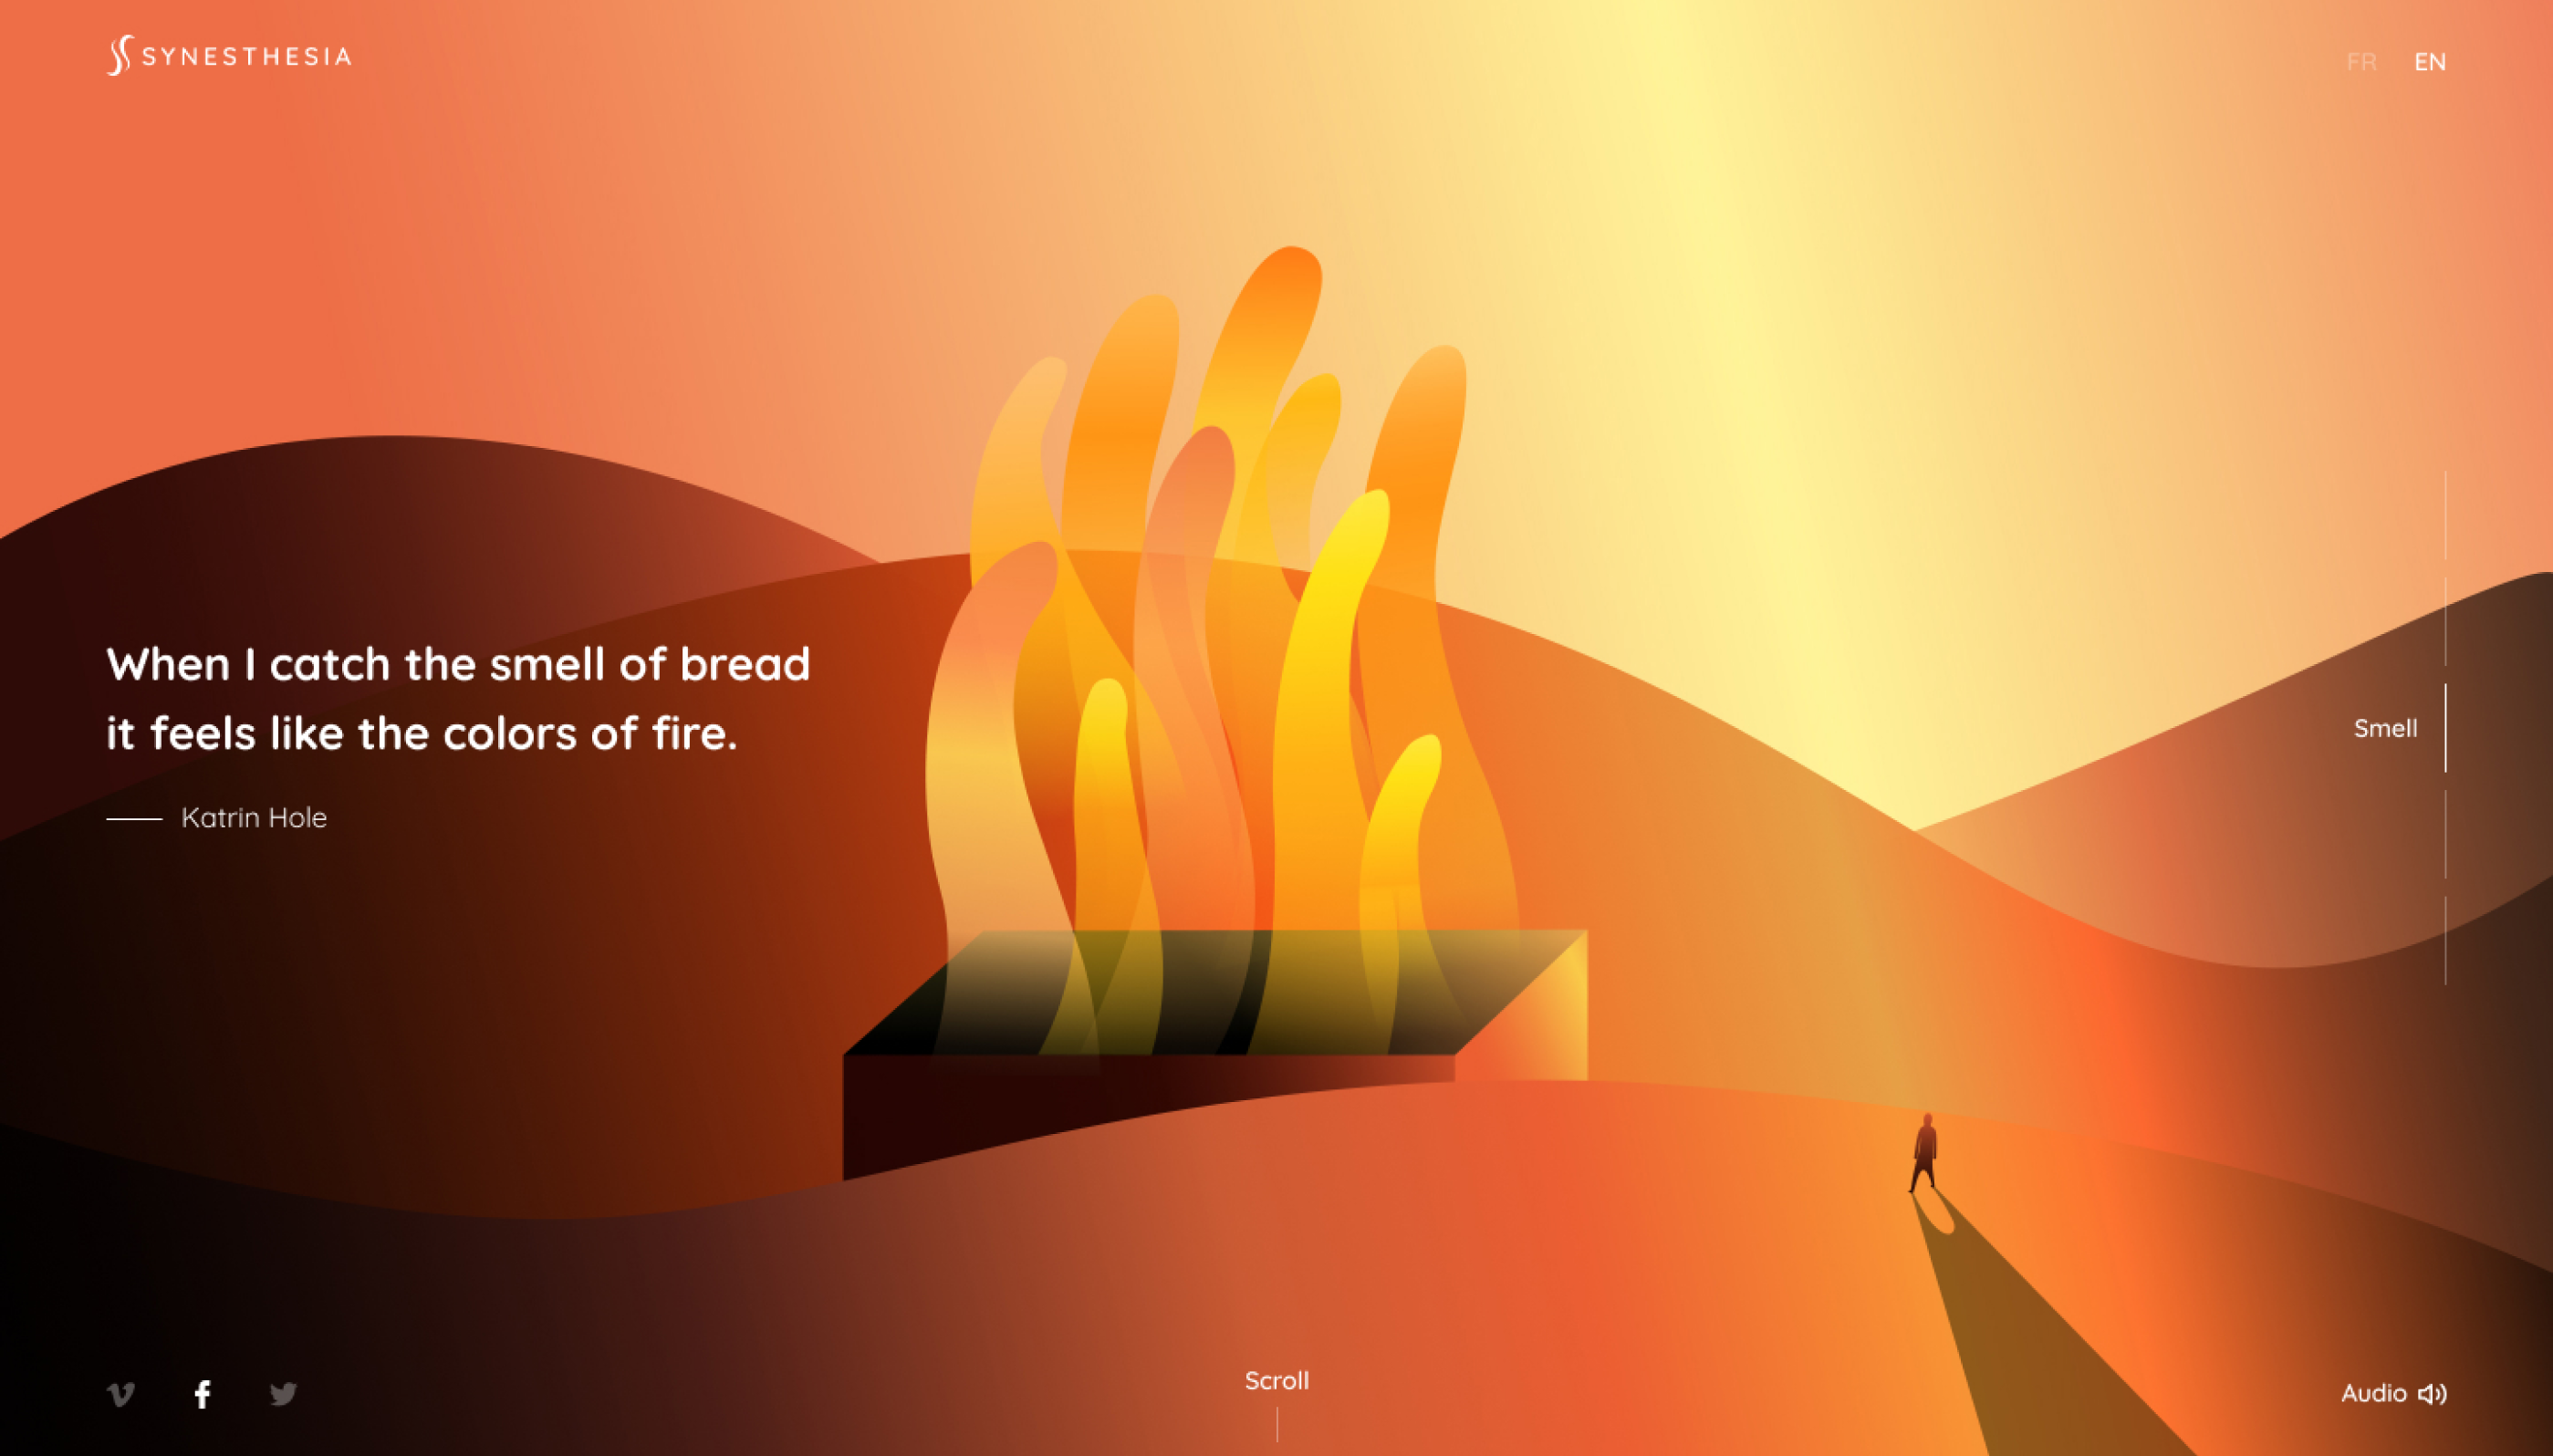 SYNESTHESIA
FR EN
When I catch the smell of bread
it feels like the colors of fire.
Katrin Hole
Smell
Scroll
Audio